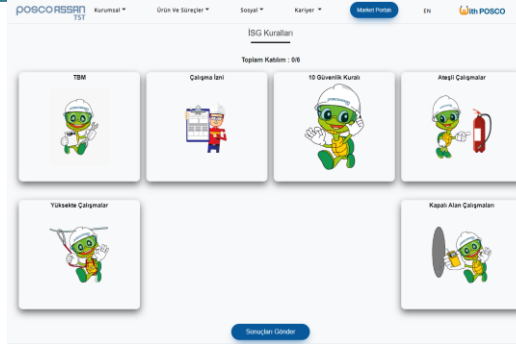 POSCO ASSAN
TST
Kurumsal
Ürün Ve Süreçler
Sosyal
Kariyer
Market Portalı
EN
With POSCO
İSG Kuralları
Toplam Katılım : 0/6
TBM
Çalışma İzni
10 Güvenlik Kuralı
Ateşli Çalışmalar
Yüksekte Çalışmalar
Kapalı Alan Çalışmaları
Sonuçları Gönder